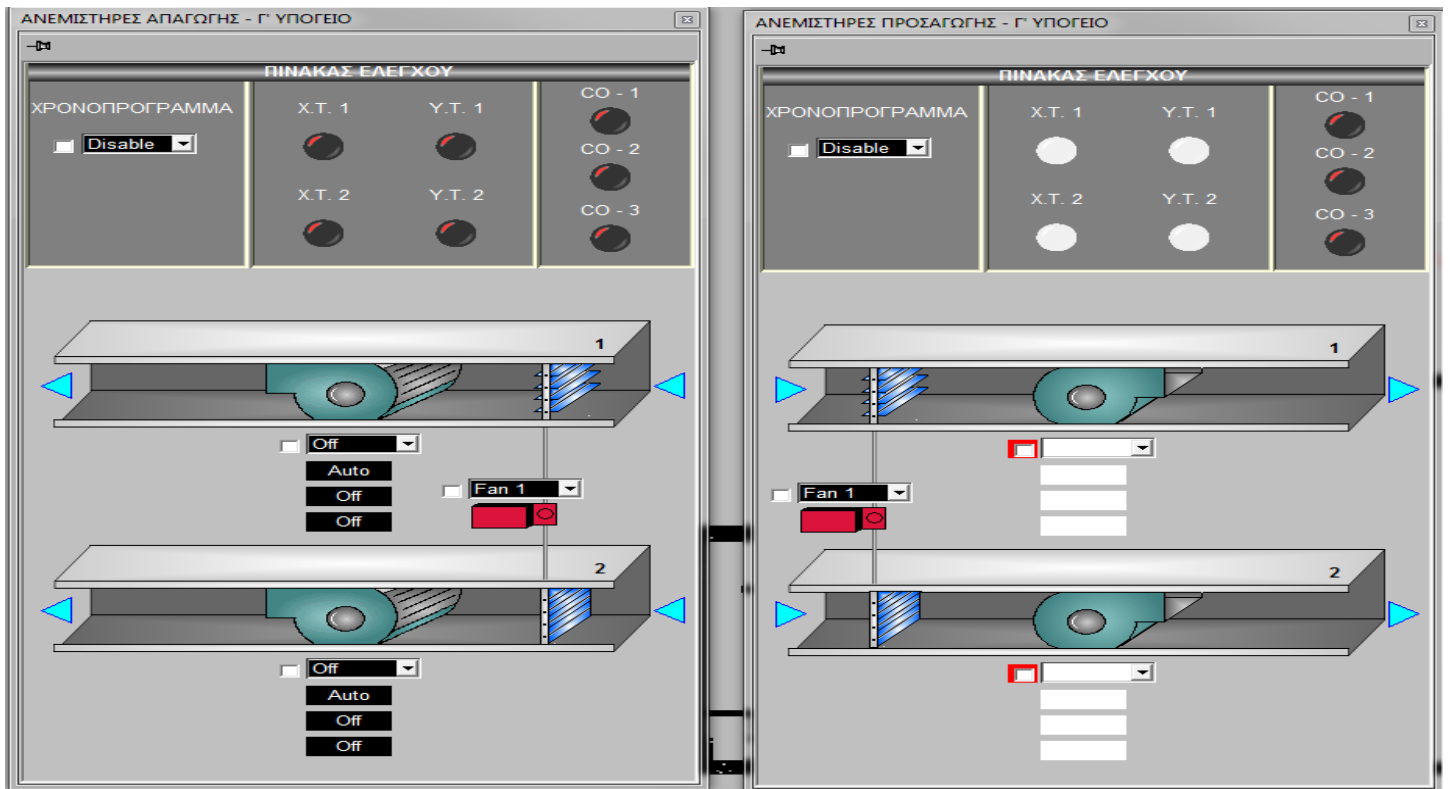 ΑΝΕΜΙΣΤΗΡΕΣ ΑΠΑΓΩΓΗΣ - Γ' ΥΠΟΓΕΙΟ
ΠΙΝΑΚΑΣ ΕΛΕΓΧΟΥ
ΧΡΟΝΟΠΡΟΓΡΑΜΜΑ
Disable
Χ.Τ. 1
Υ.Τ. 1
Χ.Τ. 2
Υ.Τ. 2
CO - 1
CO - 2
CO - 3
1
Off
Auto
Off
Off
Fan 1
2
Off
Auto
Off
Off
ΑΝΕΜΙΣΤΗΡΕΣ ΠΡΟΣΑΓΩΓΗΣ - Γ' ΥΠΟΓΕΙΟ
ΠΙΝΑΚΑΣ ΕΛΕΓΧΟΥ
ΧΡΟΝΟΠΡΟΓΡΑΜΜΑ
Disable
Χ.Τ. 1
Υ.Τ. 1
Χ.Τ. 2
Υ.Τ. 2
CO - 1
CO - 2
CO - 3
1
Fan 1
2